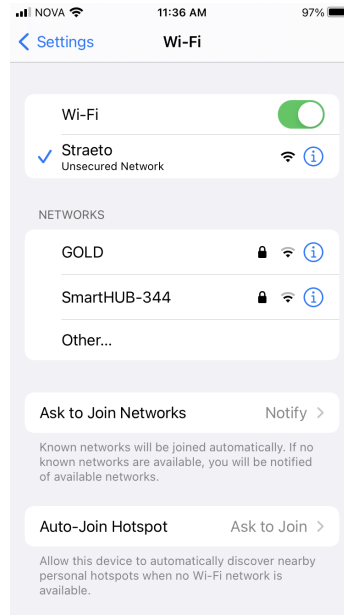 NOVA 11:36 AM 97%
Settings Wi-Fi
Wi-Fi
Straeto
Unsecured Network
NETWORKS
GOLD
SmartHUB-344
Other...
Ask to Join Networks Notify
Known networks will be joined automatically. If no
known networks are available, you will be notified
of available networks.
Auto-Join Hotspot Ask to Join
Allow this device to automatically discover nearby
personal hotspots when no Wi-Fi network is
available.